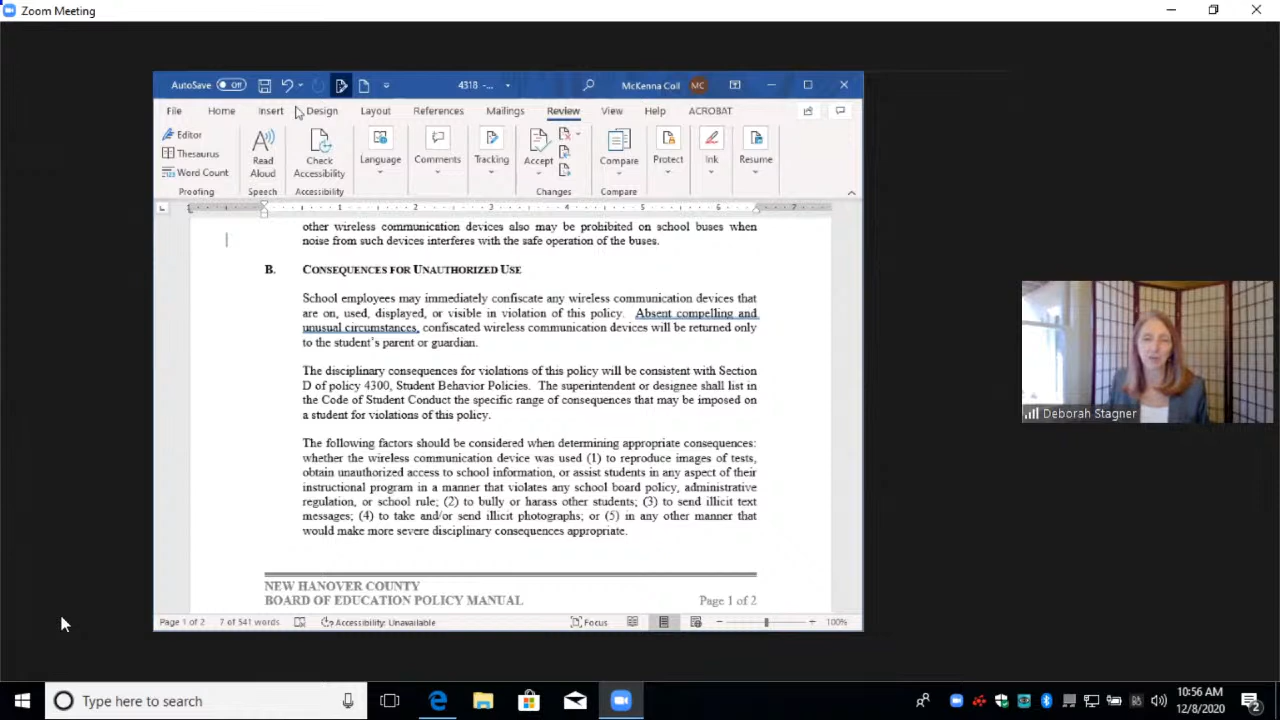 Zoom Meeting
AutoSave Off 4318 -... McKenna Coll MC
File Home Insert Design Layout References Mailings Review View Help ACROBAT
Editor
Thesaurus
Word Count
Proofing
Read Aloud
Speech
Check Accessibility
Accessibility
Language
Comments
Tracking
Accept
Changes
Compare
Compare
Protect
Ink
Resume
1 2 3 4 5 6 7
other wireless communication devices also may be prohibited on school buses when
noise from such devices interferes with the safe operation of the buses.
B. CONSEQUENCES FOR UNAUTHORIZED USE
School employees may immediately confiscate any wireless communication devices that
are on, used, displayed, or visible in violation of this policy. Absent compelling and
unusual circumstances, confiscated wireless communication devices will be returned only
to the student's parent or guardian.
The disciplinary consequences for violations of this policy will be consistent with Section
D of policy 4300, Student Behavior Policies. The superintendent or designee shall list in
the Code of Student Conduct the specific range of consequences that may be imposed on
a student for violations of this policy.
The following factors should be considered when determining appropriate consequences:
whether the wireless communication device was used (1) to reproduce images of tests,
obtain unauthorized access to school information, or assist students in any aspect of their
instructional program in a manner that violates any school board policy, administrative
regulation, or school rule; (2) to bully or harass other students; (3) to send illicit text
messages; (4) to take and/or send illicit photographs; or (5) in any other manner that
would make more severe disciplinary consequences appropriate.
NEW HANOVER COUNTY
BOARD OF EDUCATION POLICY MANUAL Page 1 of 2
Page 1 of 2 7 of 541 words Accessibility: Unavailable Focus 100%
Deborah Stagner
Type here to search
10:56 AM
12/8/2020
2